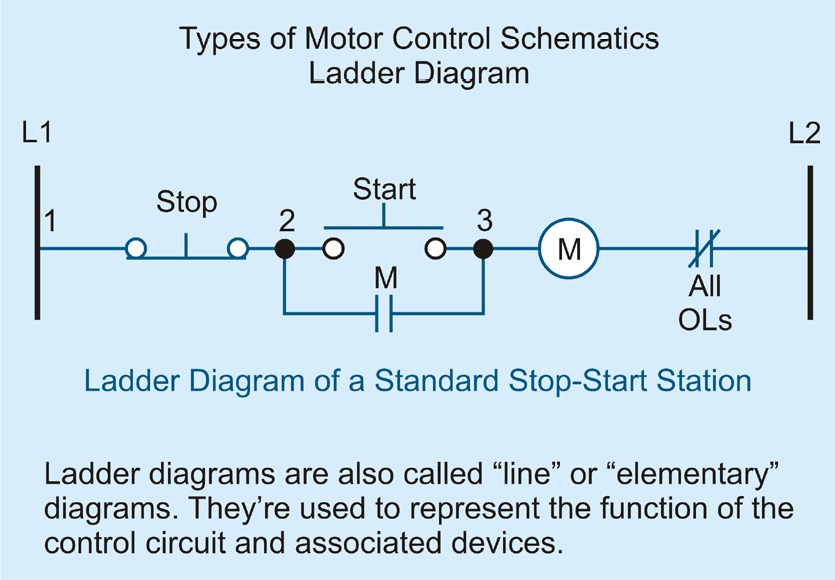 Types of Motor Control Schematics
Ladder Diagram
L1
L2
1
Stop
2
Start
3
M
M
All
OLs
Ladder Diagram of a Standard Stop-Start Station
Ladder diagrams are also called “line” or “elementary”
diagrams. They’re used to represent the function of the
control circuit and associated devices.